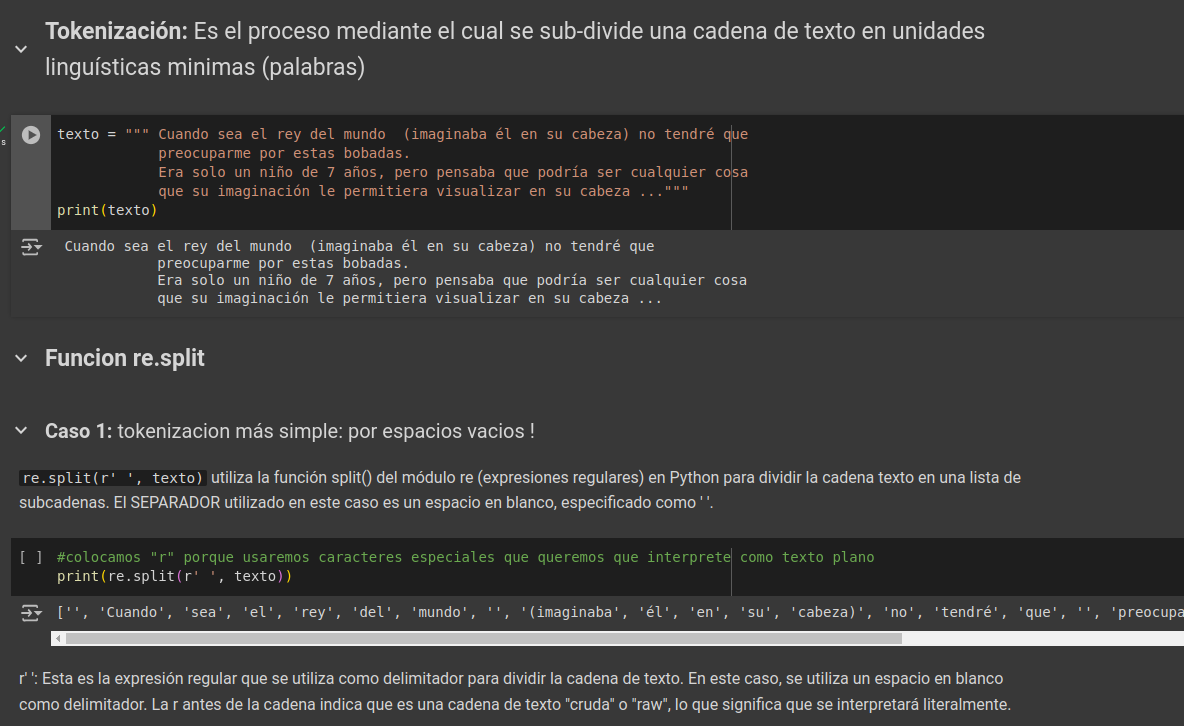 Tokenización: Es el proceso mediante el cual se sub-divide una cadena de texto en unidades
linguísticas minimas (palabras)
s
texto = """ Cuando sea el rey del mundo  (imaginaba él en su cabeza) no tendré que
preocuparme por estas bobadas.
Era solo un niño de 7 años, pero pensaba que podría ser cualquier cosa
que su imaginación le permitiera visualizar en su cabeza ..."""
print(texto)
Cuando sea el rey del mundo  (imaginaba él en su cabeza) no tendré que
preocuparme por estas bobadas.
Era solo un niño de 7 años, pero pensaba que podría ser cualquier cosa
que su imaginación le permitiera visualizar en su cabeza ...
Funcion re.split
Caso 1: tokenizacion más simple: por espacios vacios !
re.split(r' ', texto) utiliza la función split() del módulo re (expresiones regulares) en Python para dividir la cadena texto en una lista de
subcadenas. El SEPARADOR utilizado en este caso es un espacio en blanco, especificado como ' '.
[ ] #colocamos "r" porque usaremos caracteres especiales que queremos que interprete como texto plano
print(re.split(r' ', texto))
['', 'Cuando', 'sea', 'el', 'rey', 'del', 'mundo', '', '(imaginaba', 'él', 'en', 'su', 'cabeza)', 'no', 'tendré', 'que', '', 'preocupa
r' ': Esta es la expresión regular que se utiliza como delimitador para dividir la cadena de texto. En este caso, se utiliza un espacio en blanco
como delimitador. La r antes de la cadena indica que es una cadena de texto "cruda" o "raw", lo que significa que se interpretará literalmente.